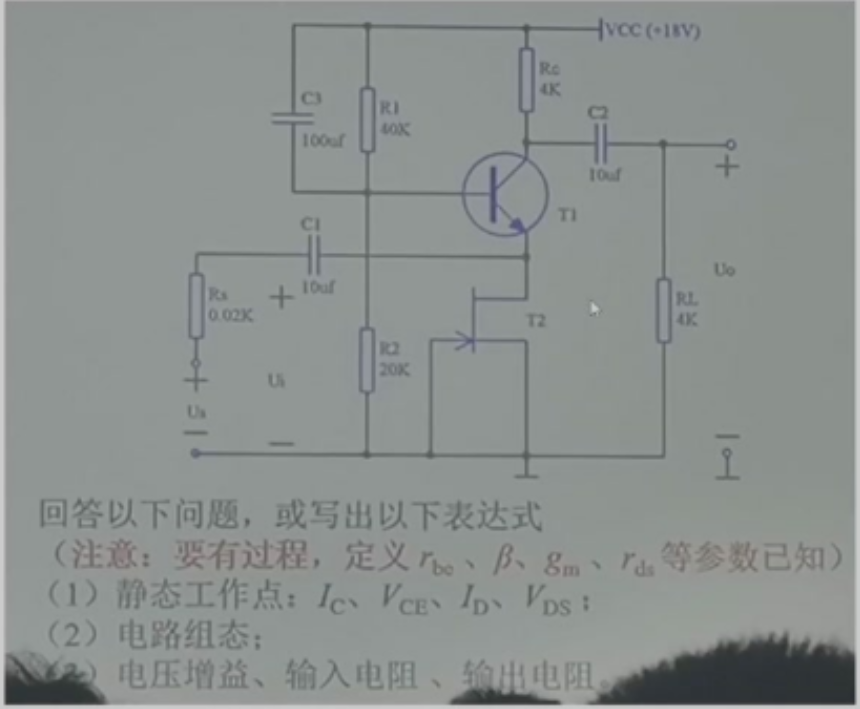 VCC (+18V)
Rc
4K
C3
100uf
R1
40K
C2
10uf
T1
C1
10uf
Rs
0.02K
+
+
+
Uo
T2
RL
4K
R2
20K
Ui
Us
回答以下问题，或写出以下表达式
（注意：要有过程，定义 rbe 、β、gm 、rds 等参数已知）
（1）静态工作点：IC、VCE、ID、VDS；
（2）电路组态；
（3）电压增益、输入电阻 、输出电阻。